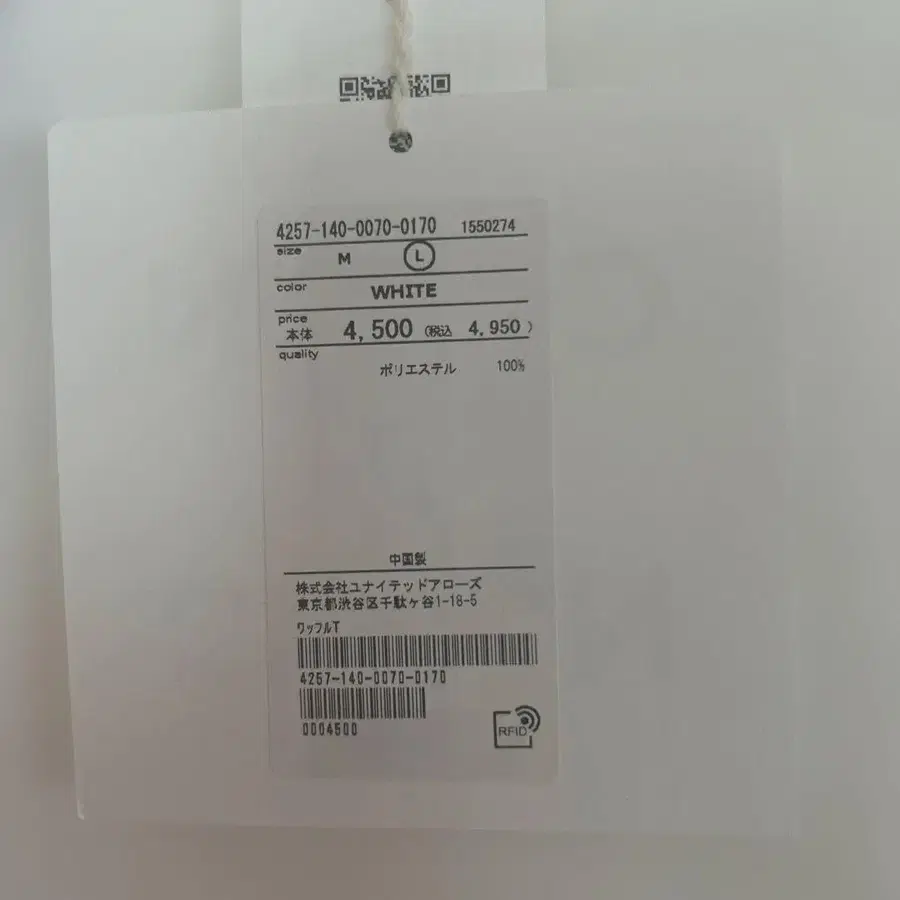 4257-140-0070-0170 1550274
size M L
color WHITE
price 本体 4,500 (税込 4,950)
quality
ポリエステル 100%
中国製
株式会社ユナイテッドアローズ
東京都渋谷区千駄ヶ谷1-18-5
ワッフルT
4257-140-0070-0170
0004500
RFID